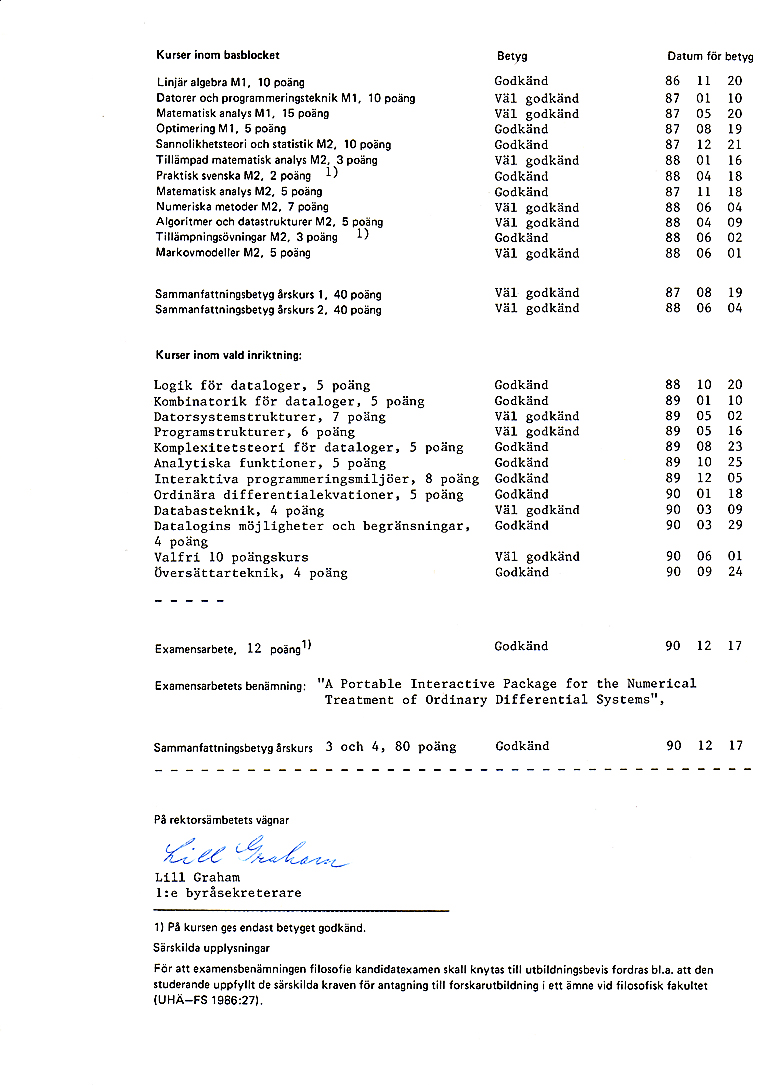 Kurser inom basblocket Betyg Datum för betyg
Linjär algebra M1, 10 poäng Godkänd 86 11 20
Datorer och programmeringsteknik M1, 10 poäng Väl godkänd 87 01 10
Matematisk analys M1, 15 poäng Väl godkänd 87 05 20
Optimering M1, 5 poäng Godkänd 87 08 19
Sannolikhetsteori och statistik M2, 10 poäng Godkänd 87 12 21
Tillämpad matematisk analys M2, 3 poäng Väl godkänd 88 01 16
Praktisk svenska M2, 2 poäng 1) Godkänd 88 04 18
Matematisk analys M2, 5 poäng Godkänd 87 11 18
Numeriska metoder M2, 7 poäng Väl godkänd 88 06 04
Algoritmer och datastrukturer M2, 5 poäng Väl godkänd 88 04 09
Tillämpningsövningar M2, 3 poäng 1) Godkänd 88 06 02
Markovmodeller M2, 5 poäng Väl godkänd 88 06 01
Sammanfattningsbetyg årskurs 1, 40 poäng Väl godkänd 87 08 19
Sammanfattningsbetyg årskurs 2, 40 poäng Väl godkänd 88 06 04
Kurser inom vald inriktning:
Logik för dataloger, 5 poäng Godkänd 88 10 20
Kombinatorik för dataloger, 5 poäng Godkänd 89 01 10
Datorsystemstrukturer, 7 poäng Väl godkänd 89 05 02
Programstrukturer, 6 poäng Väl godkänd 89 05 16
Komplexitetsteori för dataloger, 5 poäng Godkänd 89 08 23
Analytiska funktioner, 5 poäng Godkänd 89 10 25
Interaktiva programmeringsmiljöer, 8 poäng Godkänd 89 12 05
Ordinära differentialekvationer, 5 poäng Godkänd 90 01 18
Databasteknik, 4 poäng Väl godkänd 90 03 09
Datalogins möjligheter och begränsningar, Godkänd 90 03 29
4 poäng
Valfri 10 poängskurs Väl godkänd 90 06 01
Översättarteknik, 4 poäng Godkänd 90 09 24
- - - - -
Examensarbete, 12 poäng1) Godkänd 90 12 17
Examensarbetets benämning: "A Portable Interactive Package for the Numerical
Treatment of Ordinary Differential Systems",
Sammanfattningsbetyg årskurs 3 och 4, 80 poäng Godkänd 90 12 17
På rektorsämbetets vägnar
Lill Graham
Lill Graham
1:e byråsekreterare
1) På kursen ges endast betyget godkänd.
Särskilda upplysningar
För att examensbenämningen filosofie kandidatexamen skall knytas till utbildningsbevis fordras bl.a. att den
studerande uppfyllt de särskilda kraven för antagning till forskarutbildning i ett ämne vid filosofisk fakultet
(UHÄ–FS 1986:27).